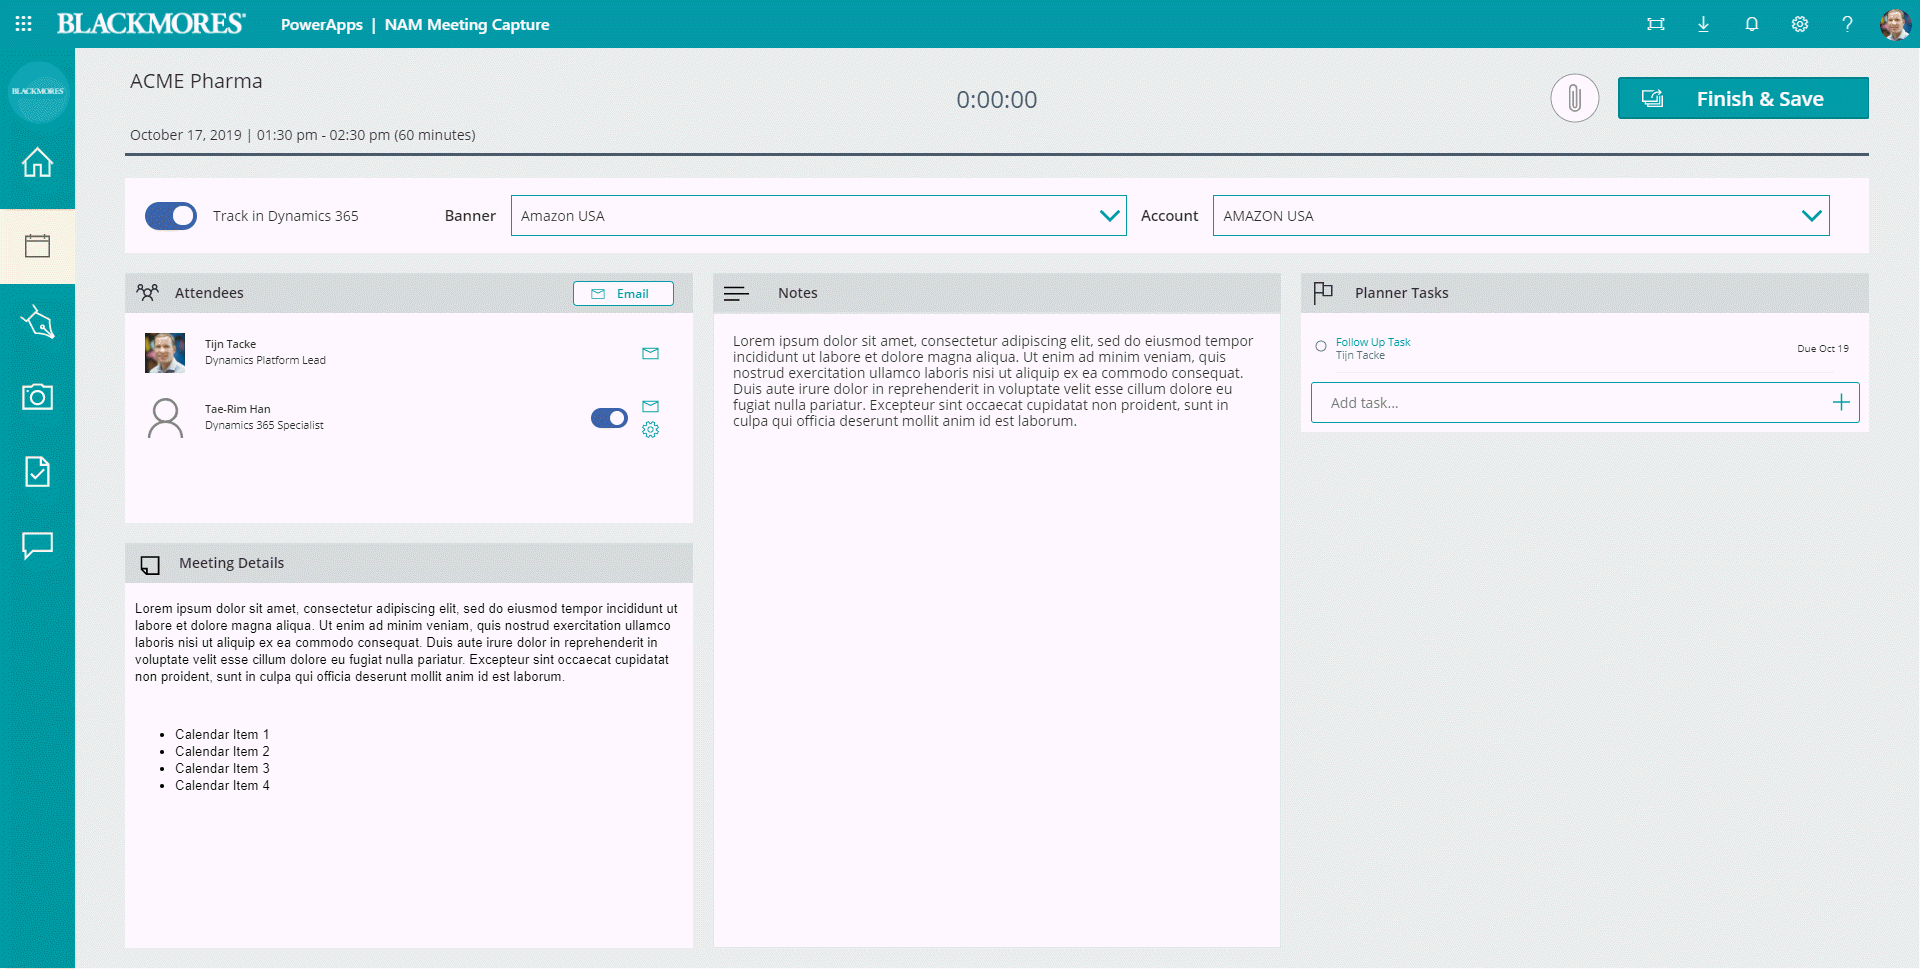 BLACKMORES
PowerApps | NAM Meeting Capture
BLACKMORES
ACME Pharma
0:00:00
Finish & Save
October 17, 2019 | 01:30 pm - 02:30 pm (60 minutes)
Track in Dynamics 365
Banner
Amazon USA
Account
AMAZON USA
Attendees
Email
Tijn Tacke
Dynamics Platform Lead
Tae-Rim Han
Dynamics 365 Specialist
Meeting Details
Lorem ipsum dolor sit amet, consectetur adipiscing elit, sed do eiusmod tempor incididunt ut
labore et dolore magna aliqua. Ut enim ad minim veniam, quis nostrud exercitation ullamco
laboris nisi ut aliquip ex ea commodo consequat. Duis aute irure dolor in reprehenderit in
voluptate velit esse cillum dolore eu fugiat nulla pariatur. Excepteur sint occaecat cupidatat
non proident, sunt in culpa qui officia deserunt mollit anim id est laborum.
• Calendar Item 1
• Calendar Item 2
• Calendar Item 3
• Calendar Item 4
Notes
Lorem ipsum dolor sit amet, consectetur adipiscing elit, sed do eiusmod tempor
incididunt ut labore et dolore magna aliqua. Ut enim ad minim veniam, quis
nostrud exercitation ullamco laboris nisi ut aliquip ex ea commodo consequat.
Duis aute irure dolor in reprehenderit in voluptate velit esse cillum dolore eu
fugiat nulla pariatur. Excepteur sint occaecat cupidatat non proident, sunt in
culpa qui officia deserunt mollit anim id est laborum.
Planner Tasks
Follow Up Task
Tijn Tacke
Due Oct 19
Add task...